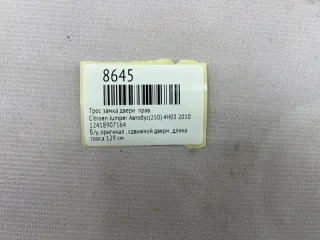 8645
Трос замка двери прав.
Citroen Jumper Автобус(250) 4H03 2010
12418907164
Б/у, оригинал , сдвижной двери, длина
троса 129 см